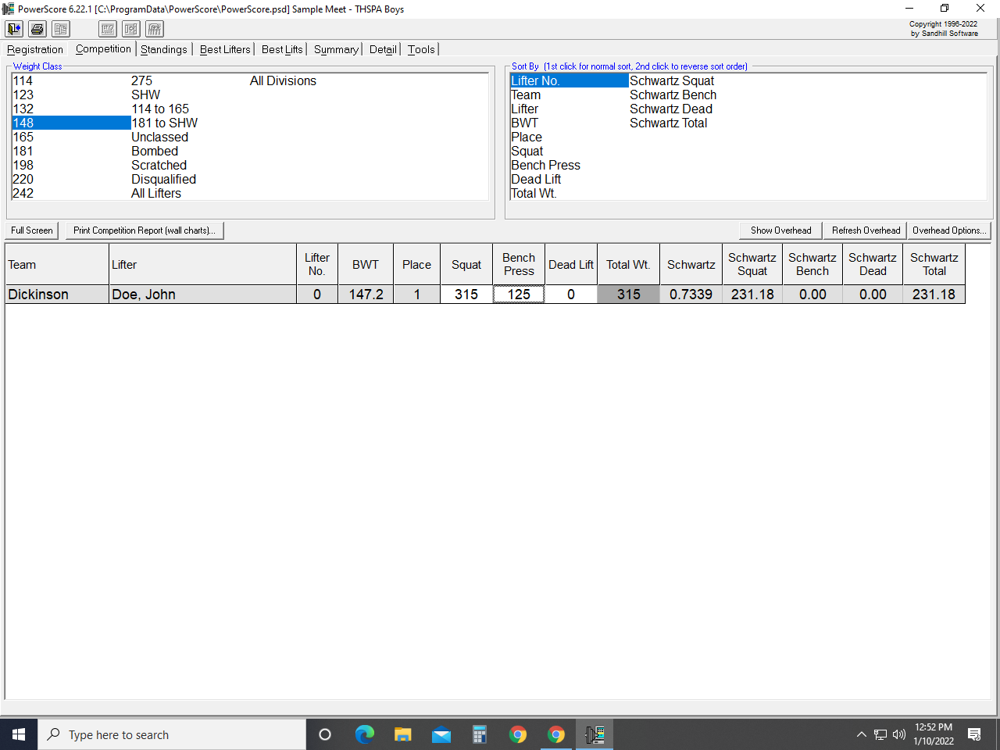 PowerScore 6.22.1 [C:\ProgramData\PowerScore\PowerScore.psd] Sample Meet - THSPA Boys
Copyright 1996-2022
by Sandhill Software
Registration Competition Standings Best Lifters Best Lifts Summary Detail Tools
Weight Class
114 275 All Divisions
123 SHW
132 114 to 165
148 181 to SHW
165 Unclassed
181 Bombed
198 Scratched
220 Disqualified
242 All Lifters
Sort By (1st click for normal sort, 2nd click to reverse sort order)
Lifter No. Schwartz Squat
Team Schwartz Bench
Lifter Schwartz Dead
BWT Schwartz Total
Place
Squat
Bench Press
Dead Lift
Total Wt.
Full Screen Print Competition Report (wall charts)... Show Overhead Refresh Overhead Overhead Options...
Team Lifter Lifter No. BWT Place Squat Bench Press Dead Lift Total Wt. Schwartz Schwartz Squat Schwartz Bench Schwartz Dead Schwartz Total
Dickinson Doe, John 0 147.2 1 315 125 0 315 0.7339 231.18 0.00 0.00 231.18
Type here to search
12:52 PM
1/10/2022